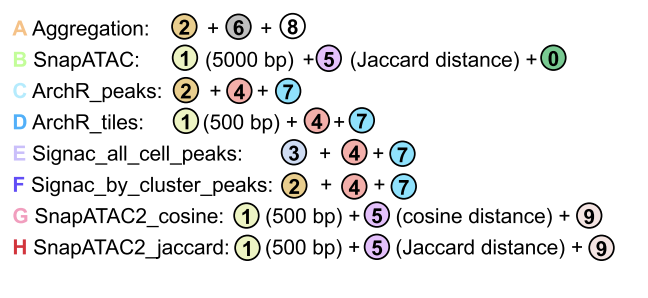 A Aggregation: 2 + 6 + 8
B SnapATAC: 1 (5000 bp) + 5 (Jaccard distance) + 0
C ArchR_peaks: 2 + 4 + 7
D ArchR_tiles: 1 (500 bp) + 4 + 7
E Signac_all_cell_peaks: 3 + 4 + 7
F Signac_by_cluster_peaks: 2 + 4 + 7
G SnapATAC2_cosine: 1 (500 bp) + 5 (cosine distance) + 9
H SnapATAC2_jaccard: 1 (500 bp) + 5 (Jaccard distance) + 9